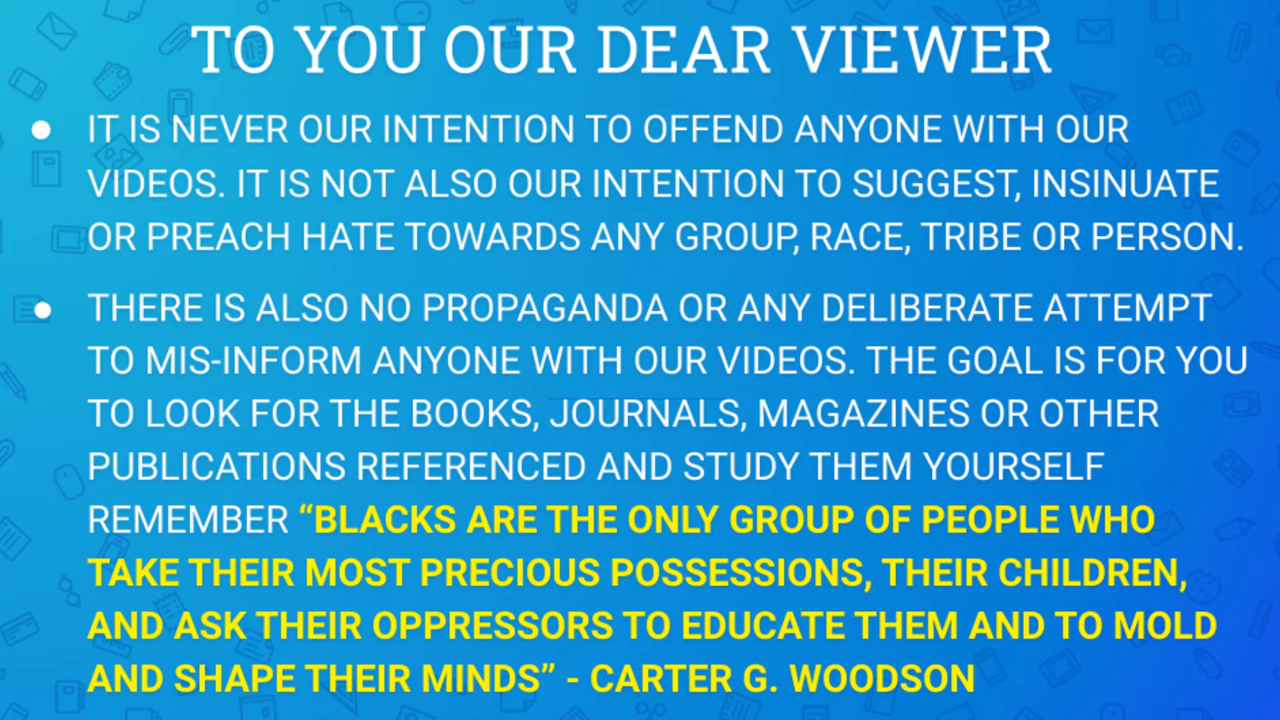 TO YOU OUR DEAR VIEWER
● IT IS NEVER OUR INTENTION TO OFFEND ANYONE WITH OUR
VIDEOS. IT IS NOT ALSO OUR INTENTION TO SUGGEST, INSINUATE
OR PREACH HATE TOWARDS ANY GROUP, RACE, TRIBE OR PERSON.
● THERE IS ALSO NO PROPAGANDA OR ANY DELIBERATE ATTEMPT
TO MIS-INFORM ANYONE WITH OUR VIDEOS. THE GOAL IS FOR YOU
TO LOOK FOR THE BOOKS, JOURNALS, MAGAZINES OR OTHER
PUBLICATIONS REFERENCED AND STUDY THEM YOURSELF
REMEMBER “BLACKS ARE THE ONLY GROUP OF PEOPLE WHO
TAKE THEIR MOST PRECIOUS POSSESSIONS, THEIR CHILDREN,
AND ASK THEIR OPPRESSORS TO EDUCATE THEM AND TO MOLD
AND SHAPE THEIR MINDS” - CARTER G. WOODSON